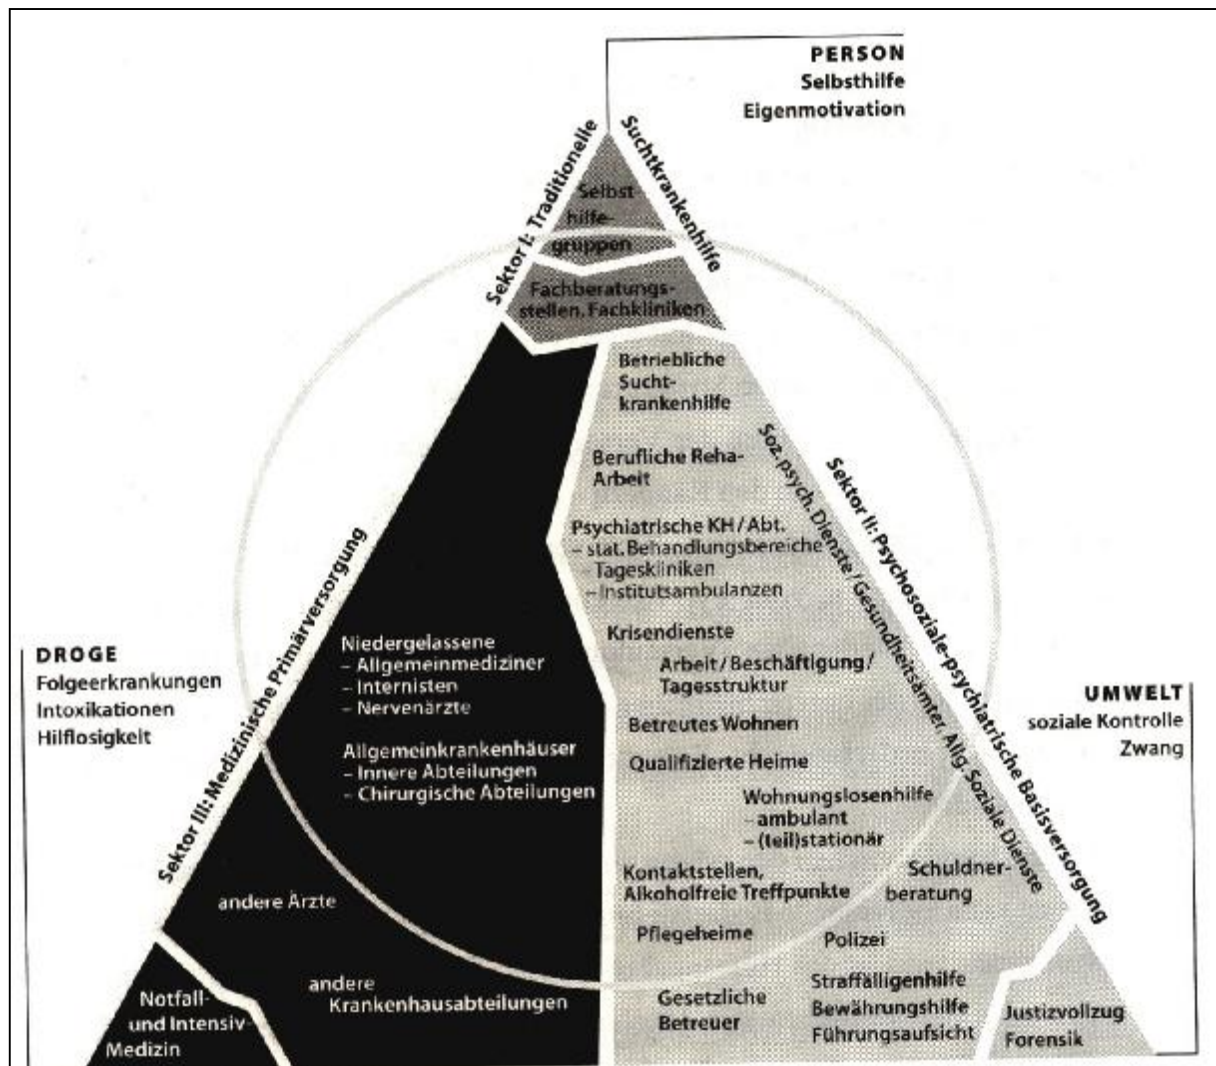 PERSON
Selbsthilfe
Eigenmotivation
Sektor I: Traditionelle
Suchtkrankenhilfe
Selbst-
hilfe-
gruppen
Fachberatungs-
stellen, Fachkliniken
Betriebliche
Sucht-
krankenhilfe
Berufliche Reha-
Arbeit
Psychiatrische KH / Abt.
– stat. Behandlungsbereiche
– Tageskliniken
– Institutsambulanzen
Krisendienste
Arbeit / Beschäftigung /
Tagesstruktur
Betreutes Wohnen
Qualifizierte Heime
Wohnungslosenhilfe
– ambulant
– (teil)stationär
Kontaktstellen,
Alkoholfreie Treffpunkte
Schuldner-
beratung
Pflegeheime
Polizei
Gesetzliche
Betreuer
Straffälligenhilfe
Bewährungshilfe
Führungsaufsicht
Justizvollzug
Forensik
Soz. psych. Dienste / Gesundheitsämter, Allg. Soziale Dienste
Sektor II: Psychosoziale-psychiatrische Basisversorgung
UMWELT
soziale Kontrolle
Zwang
DROGE
Folgeerkrankungen
Intoxikationen
Hilflosigkeit
Sektor III: Medizinische Primärversorgung
Niedergelassene
– Allgemeinmediziner
– Internisten
– Nervenärzte
Allgemeinkrankenhäuser
– Innere Abteilungen
– Chirurgische Abteilungen
andere Ärzte
andere
Krankenhausabteilungen
Notfall-
und Intensiv-
Medizin